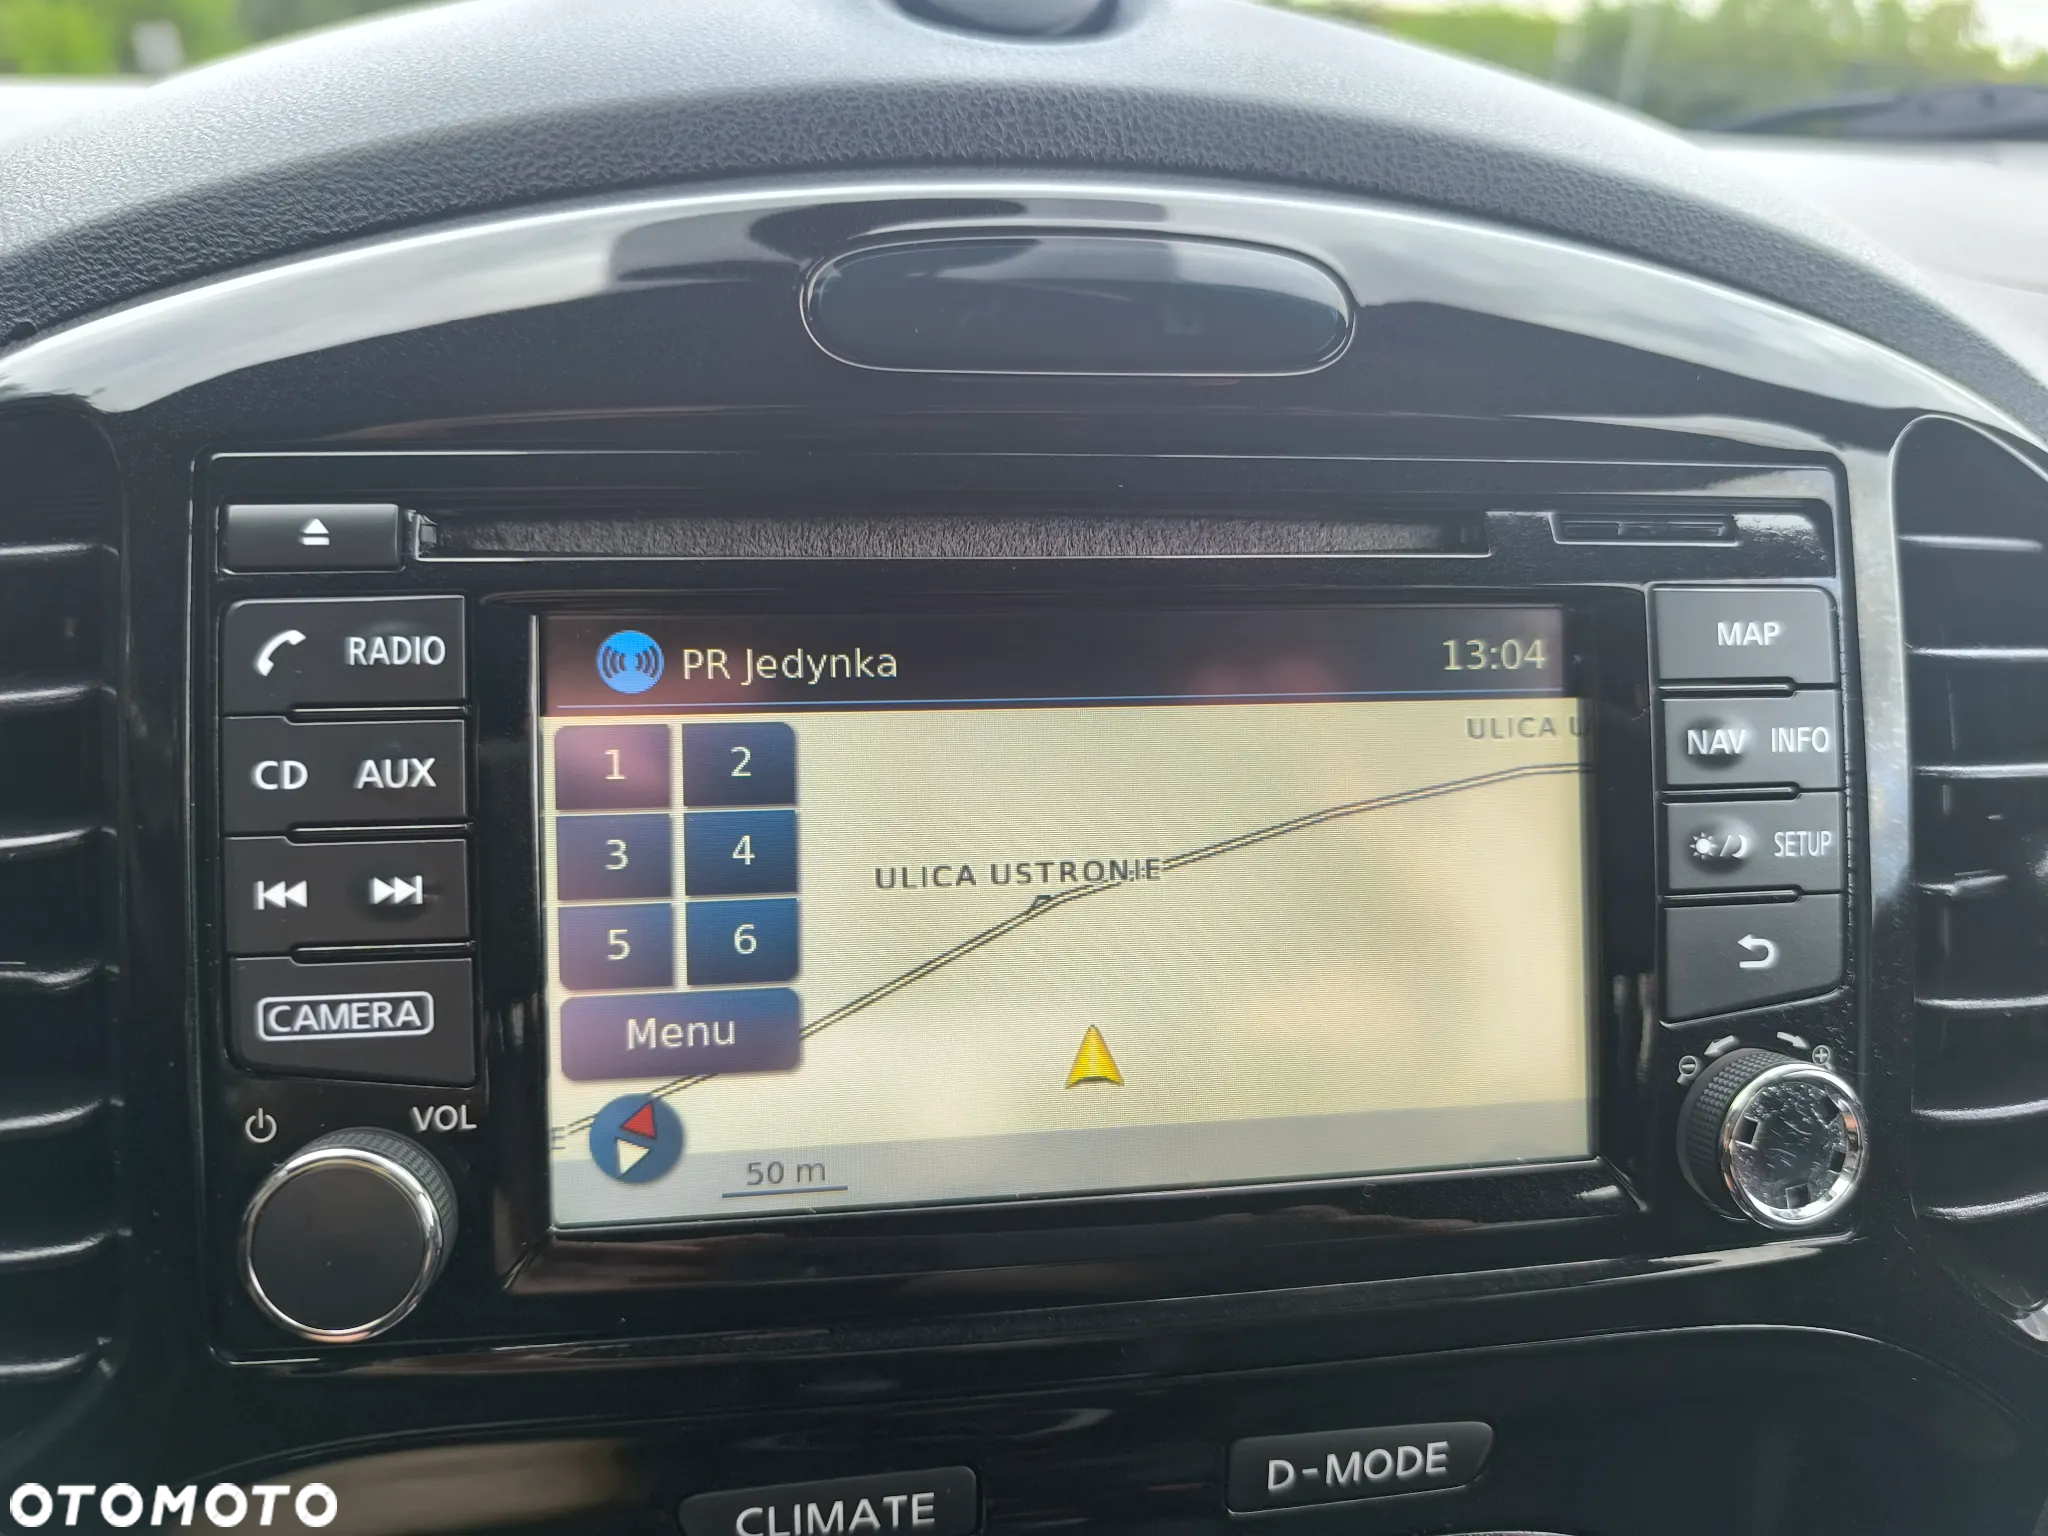 RADIO
CD AUX
CAMERA
VOL
PR Jedynka 13:04
1 2
3 4
5 6
Menu
ULICA U
ULICA USTRONIE
E
50 m
MAP
NAV INFO
SETUP
CLIMATE
D-MODE
OTOMOTO